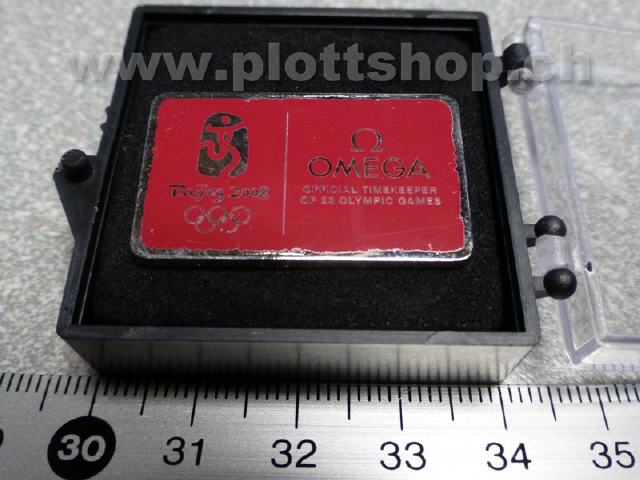 www.plottshop.ch
Beijing 2008
Ω
OMEGA
OFFICIAL TIMEKEEPER
OF 23 OLYMPIC GAMES
30 31 32 33 34 35